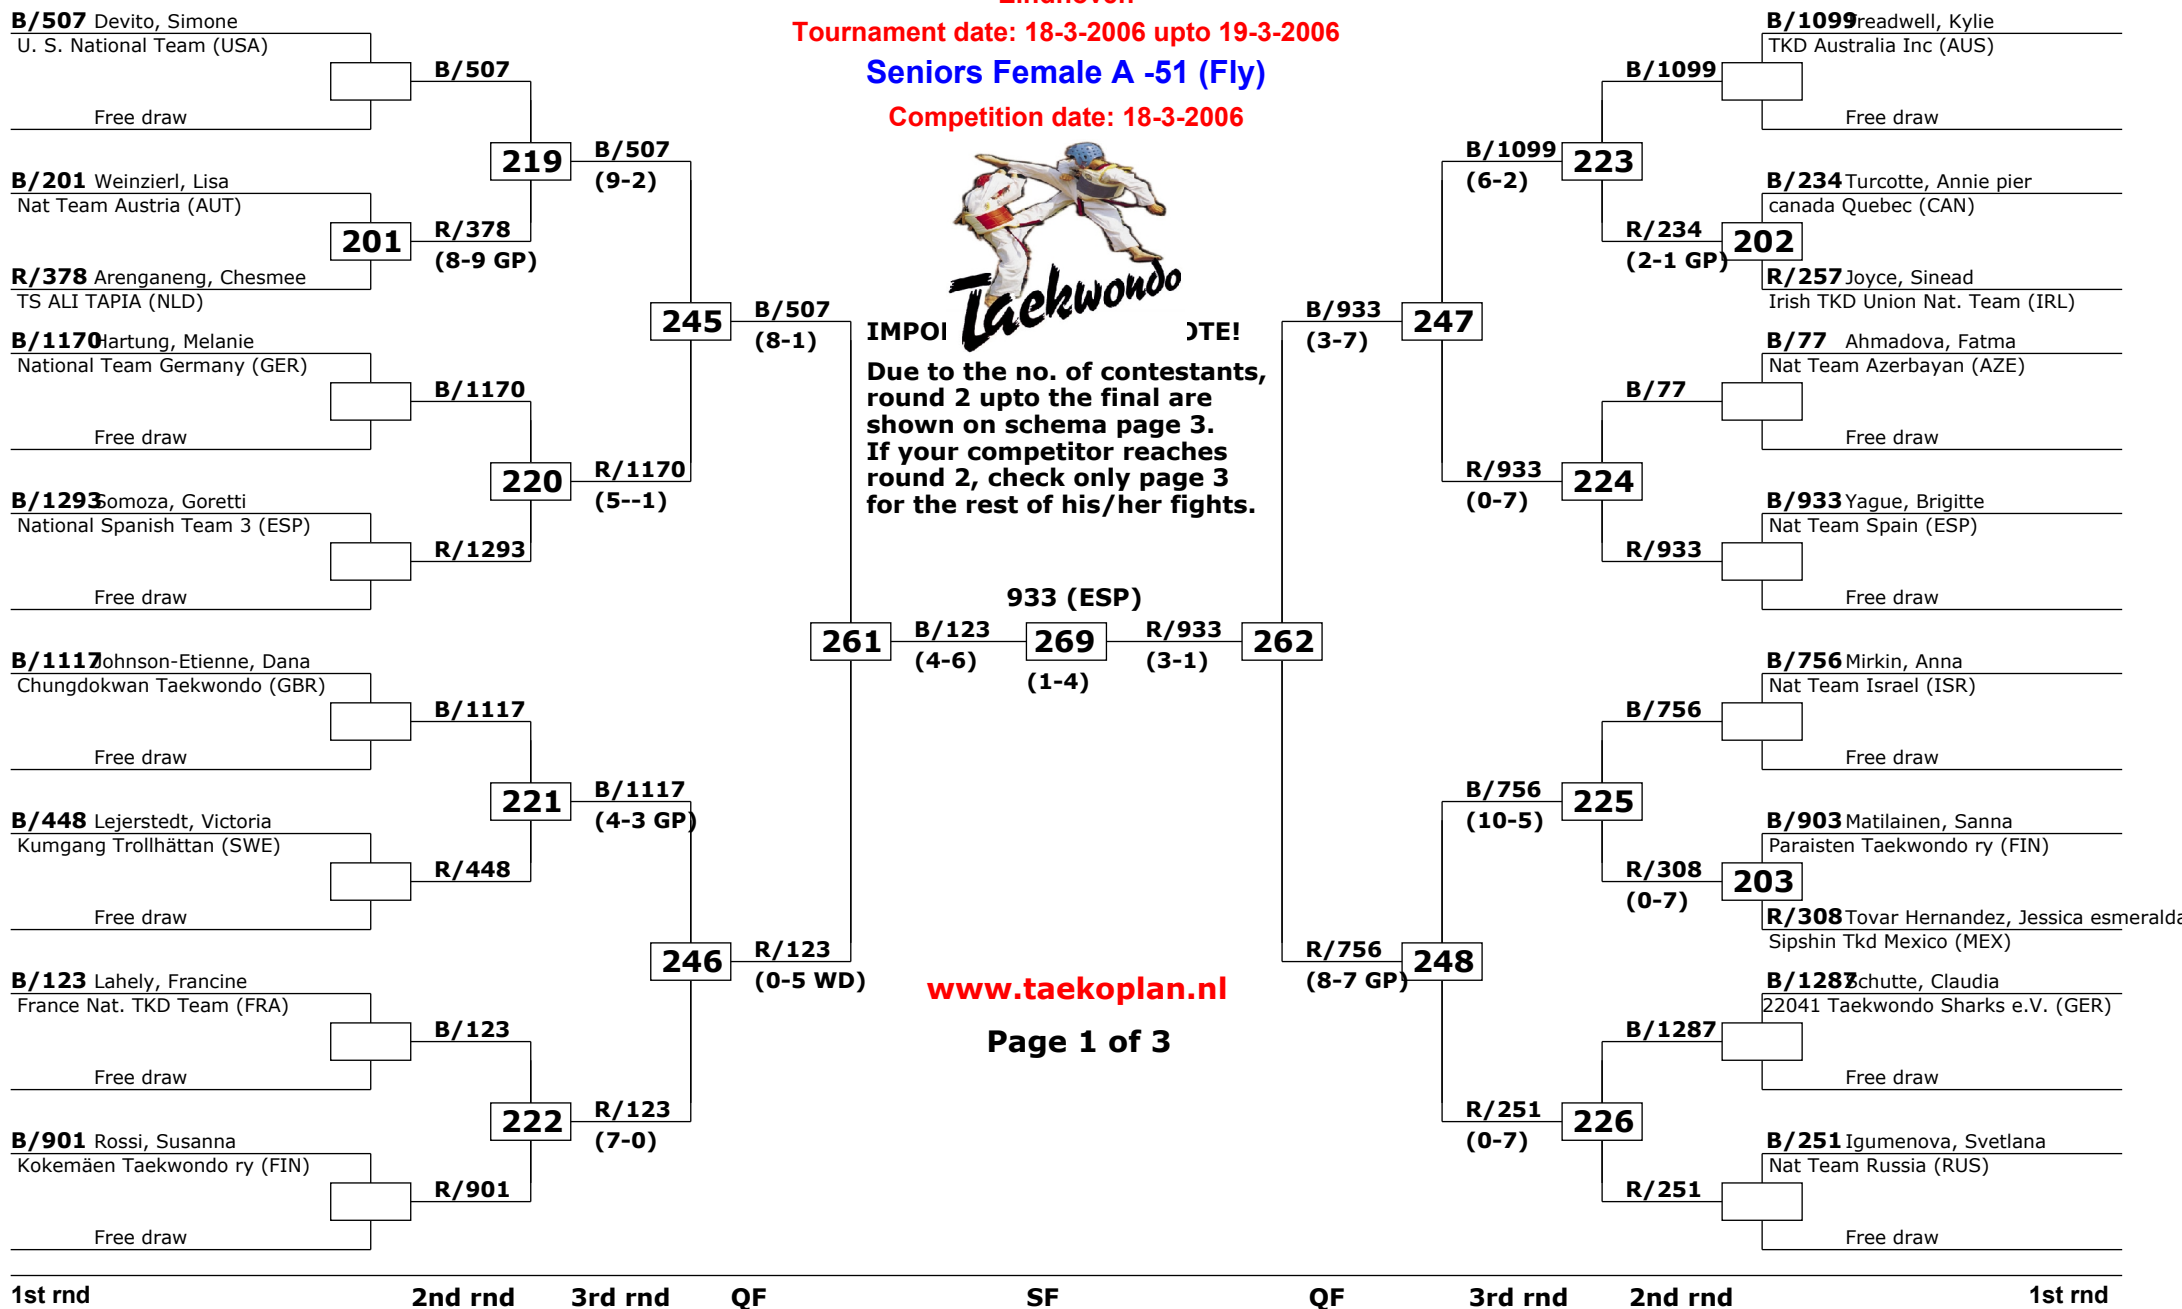 Eindhoven
Tournament date: 18-3-2006 upto 19-3-2006
Seniors Female A -51 (Fly)
Competition date: 18-3-2006
Taekwondo
IMPO OTE!
Due to the no. of contestants,
round 2 upto the final are
shown on schema page 3.
If your competitor reaches
round 2, check only page 3
for the rest of his/her fights.
B/507 Devito, Simone
U. S. National Team (USA)
Free draw
B/201 Weinzierl, Lisa
Nat Team Austria (AUT)
201
R/378 Arenganeng, Chesmee
TS ALI TAPIA (NLD)
B/1170 Hartung, Melanie
National Team Germany (GER)
Free draw
B/1293 Somoza, Goretti
National Spanish Team 3 (ESP)
Free draw
B/1117 Johnson-Etienne, Dana
Chungdokwan Taekwondo (GBR)
Free draw
B/448 Lejerstedt, Victoria
Kumgang Trollhättan (SWE)
Free draw
B/123 Lahely, Francine
France Nat. TKD Team (FRA)
Free draw
B/901 Rossi, Susanna
Kokemäen Taekwondo ry (FIN)
Free draw
B/507
219
R/378
(8-9 GP)
B/1170
220
R/1293
B/1117
221
R/448
B/123
222
R/901
B/507
(9-2)
245
R/1170
(5--1)
B/1117
(4-3 GP)
246
R/123
(7-0)
B/507
(8-1)
261
R/123
(0-5 WD)
B/123
(4-6)
933 (ESP)
269
(1-4)
R/933
(3-1)
B/933
(3-7)
262
R/756
(8-7 GP)
B/1099
(6-2)
247
R/933
(0-7)
B/756
(10-5)
248
R/251
(0-7)
B/1099
223
R/234
(2-1 GP)
B/77
224
R/933
B/756
225
R/308
(0-7)
B/1287
226
R/251
B/1099 Treadwell, Kylie
TKD Australia Inc (AUS)
Free draw
B/234 Turcotte, Annie pier
canada Quebec (CAN)
202
R/257 Joyce, Sinead
Irish TKD Union Nat. Team (IRL)
B/77 Ahmadova, Fatma
Nat Team Azerbayan (AZE)
Free draw
B/933 Yague, Brigitte
Nat Team Spain (ESP)
Free draw
B/756 Mirkin, Anna
Nat Team Israel (ISR)
Free draw
B/903 Matilainen, Sanna
Paraisten Taekwondo ry (FIN)
203
R/308 Tovar Hernandez, Jessica esmeralda
Sipshin Tkd Mexico (MEX)
B/1287 Schutte, Claudia
22041 Taekwondo Sharks e.V. (GER)
Free draw
B/251 Igumenova, Svetlana
Nat Team Russia (RUS)
Free draw
www.taekoplan.nl
Page 1 of 3
1st rnd 2nd rnd 3rd rnd QF SF QF 3rd rnd 2nd rnd 1st rnd